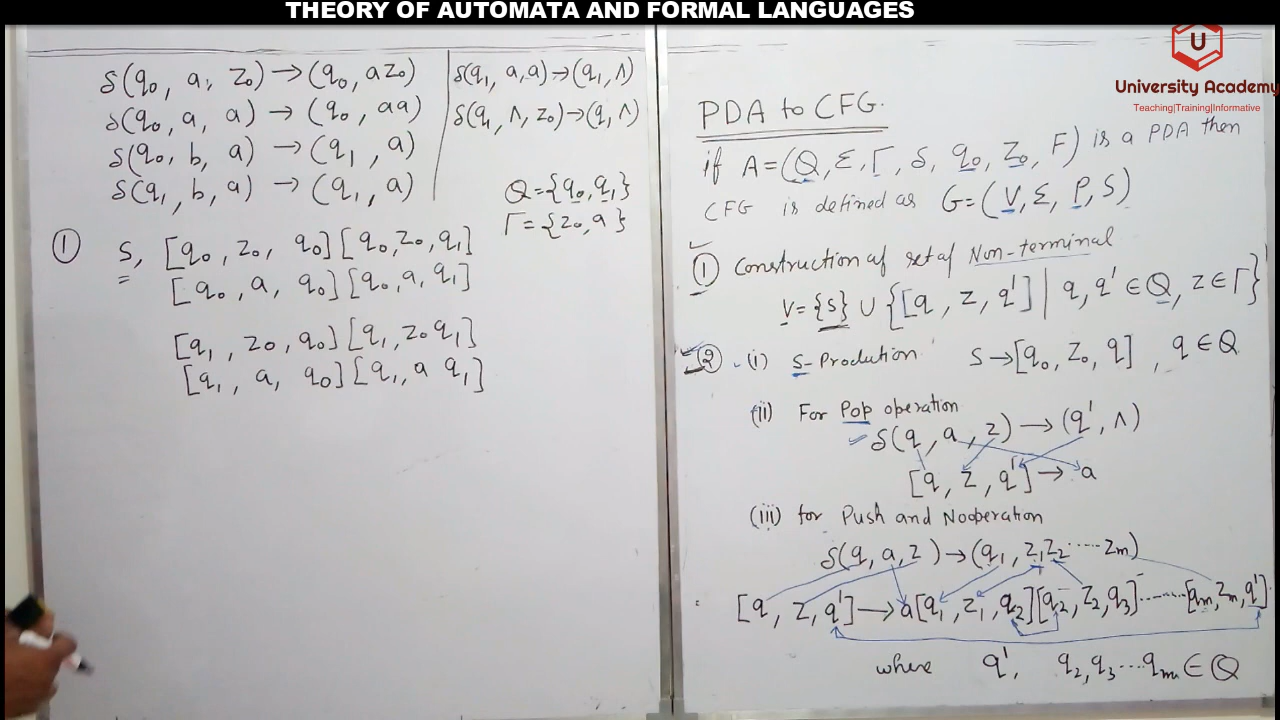 THEORY OF AUTOMATA AND FORMAL LANGUAGES
U
University Academy
Teaching|Training|Informative
δ(q₀, a, z₀) → (q₀, az₀)
δ(q₀, a, a) → (q₀, aa)
δ(q₀, b, a) → (q₁, a)
δ(q₁, b, a) → (q₁, a)
δ(q₁, a, a) → (q₁, Λ)
δ(q₁, Λ, z₀) → (q₁, Λ)
Q = {q₀, q₁}
Γ = {z₀, a}
① S, [q₀, z₀, q₀][q₀, z₀, q₁]
[q₀, a, q₀][q₀, a, q₁]
[q₁, z₀, q₀][q₁, z₀ q₁]
[q₁, a, q₀][q₁, a q₁]
PDA to CFG.
if A = (Q, Σ, Γ, δ, q₀, z₀, F) is a PDA then
CFG is defined as G = (V, Σ, P, S)
① Construction of set of Non-terminal
V = {S} ∪ {[q, z, q'] | q, q' ∈ Q, z ∈ Γ}
② (i) S-Prodution S → [q₀, z₀, q], q ∈ Q
(ii) For Pop operation
δ(q, a, z) → (q', Λ)
[q, z, q'] → a
(iii) for Push and Nooperation
δ(q, a, z) → (q₁, z₁z₂ ..... zₘ)
[q, z, q'] → a[q₁, z₁, q₂][q₂, z₂, q₃] ....... [qₘ, zₘ, q']
where q', q₂, q₃ ... qₘ ∈ Q